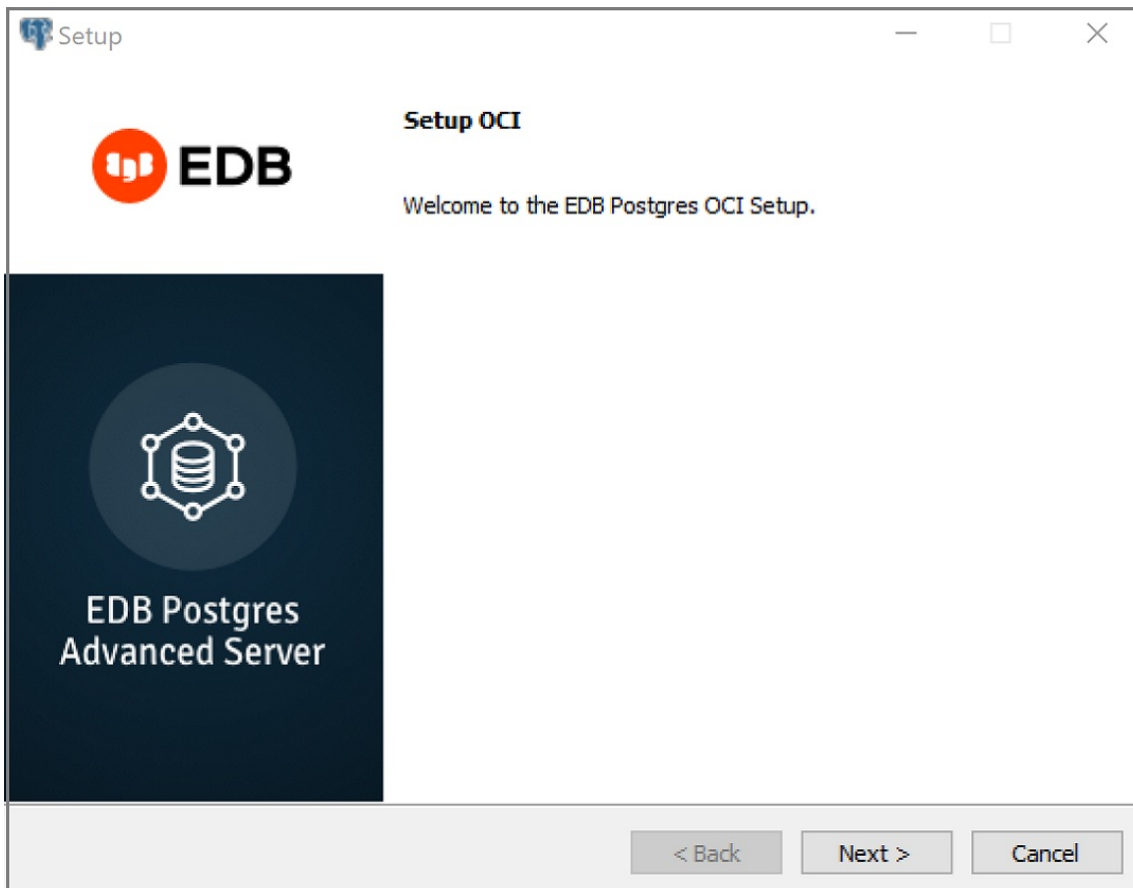 Setup
EDB
Setup OCI
Welcome to the EDB Postgres OCI Setup.
EDB Postgres
Advanced Server
< Back
Next >
Cancel